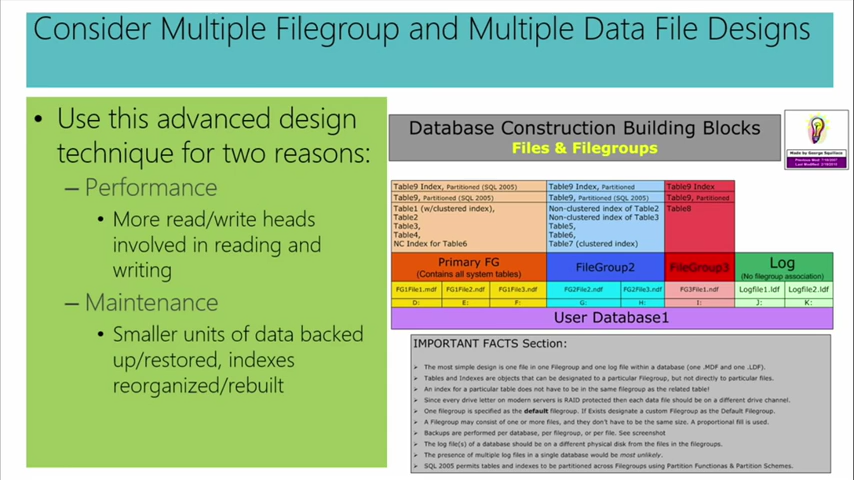 Consider Multiple Filegroup and Multiple Data File Designs
• Use this advanced design
technique for two reasons:
– Performance
• More read/write heads
involved in reading and
writing
– Maintenance
• Smaller units of data backed
up/restored, indexes
reorganized/rebuilt
Database Construction Building Blocks
Files & Filegroups
Made by George Squillace
Table9 Index, Partitioned (SQL 2005)
Table9 Index, Partitioned
Table9 Index
Table9, Partitioned (SQL 2005)
Table9, Partitioned (SQL 2005)
Table9, Partitioned
Table1 (w/clustered index),
Table2
Table3,
Table4,
NC Index for Table6
Non-clustered index of Table2
Non-clustered index of Table3
Table5,
Table6,
Table7 (clustered index)
Table8
Primary FG
(Contains all system tables)
FileGroup2
FileGroup3
Log
(No filegroup association)
FG1File1.mdf
FG1File2.ndf
FG1File3.ndf
FG2File2.ndf
FG2File3.ndf
FG3File1.ndf
Logfile1.ldf
Logfile2.ldf
D:
E:
F:
G:
H:
I:
J:
K:
User Database1
IMPORTANT FACTS Section:
➢ The most simple design is one file in one Filegroup and one log file within a database (one .MDF and one .LDF).
➢ Tables and Indexes are objects that can be designated to a particular Filegroup, but not directly to particular files.
➢ An index for a particular table does not have to be in the same filegroup as the related table!
➢ Since every drive letter on modern servers is RAID protected then each data file should be on a different drive channel.
➢ One filegroup is specified as the default filegroup. If Exists designate a custom Filegroup as the Default Filegroup.
➢ A Filegroup may consist of one or more files, and they don't have to be the same size. A proportional fill is used.
➢ Backups are performed per database, per filegroup, or per file. See screenshot
➢ The log file(s) of a database should be on a different physical disk from the files in the filegroups.
➢ The presence of multiple log files in a single database would be most unlikely.
➢ SQL 2005 permits tables and indexes to be partitioned across Filegroups using Partition Functionas & Partition Schemes.